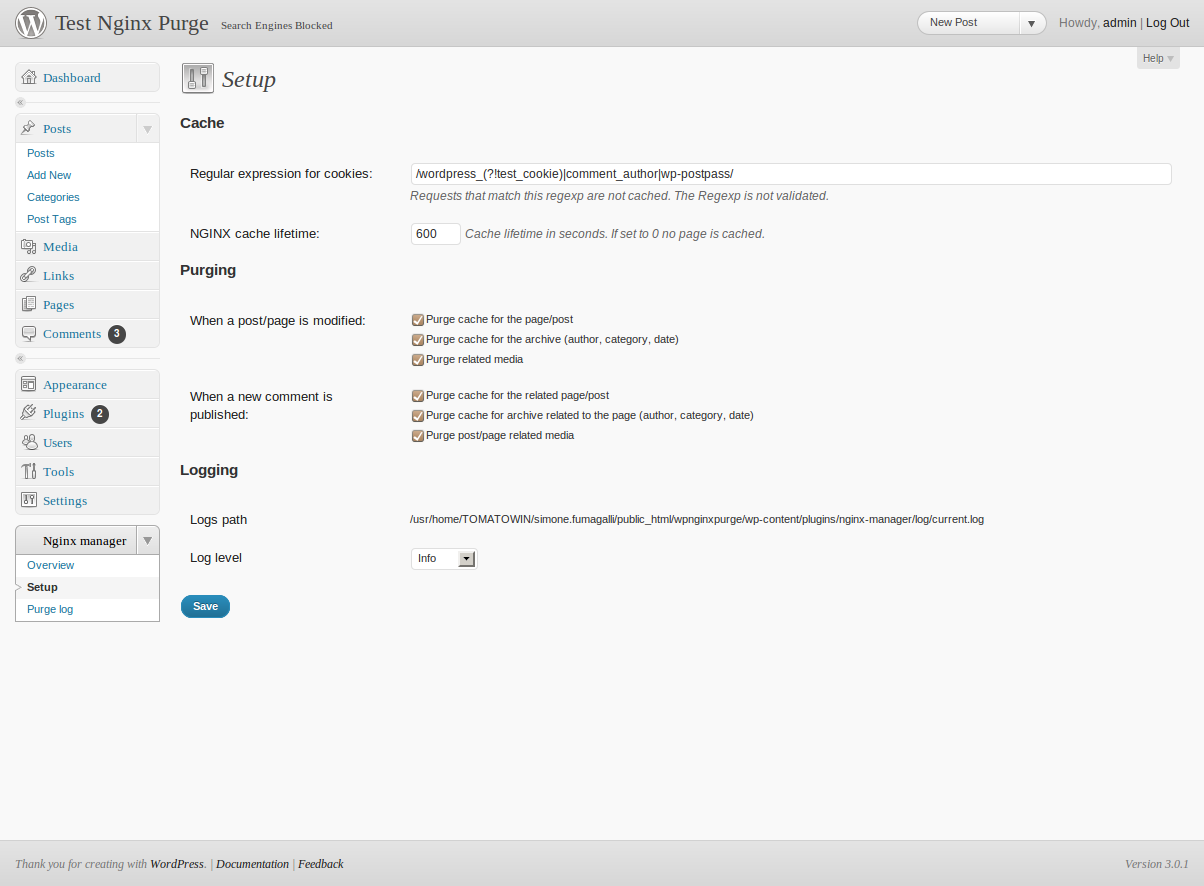 Test Nginx Purge Search Engines Blocked
New Post
Howdy, admin | Log Out
Help
Dashboard
Posts
Posts
Add New
Categories
Post Tags
Media
Links
Pages
Comments 3
Appearance
Plugins 2
Users
Tools
Settings
Nginx manager
Overview
Setup
Purge log
Setup
Cache
Regular expression for cookies: /wordpress_(?!test_cookie)|comment_author|wp-postpass/
Requests that match this regexp are not cached. The Regexp is not validated.
NGINX cache lifetime: 600 Cache lifetime in seconds. If set to 0 no page is cached.
Purging
When a post/page is modified: Purge cache for the page/post
Purge cache for the archive (author, category, date)
Purge related media
When a new comment is
published:
Purge cache for the related page/post
Purge cache for archive related to the page (author, category, date)
Purge post/page related media
Logging
Logs path /usr/home/TOMATOWIN/simone.fumagalli/public_html/wpnginxpurge/wp-content/plugins/nginx-manager/log/current.log
Log level Info
Save
Thank you for creating with WordPress. | Documentation | Feedback
Version 3.0.1